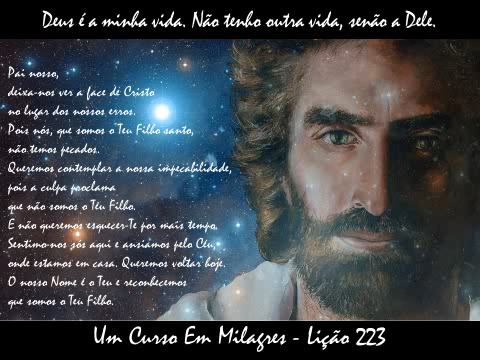 Deus é a minha vida. Não tenho outra vida, senão a Dele.
Pai nosso,
deixa-nos ver a face de Cristo
no lugar dos nossos erros.
Pois nós, que somos o Teu Filho santo,
não temos pecados.
Queremos contemplar a nossa impecabilidade,
pois a culpa proclama
que não somos o Teu Filho.
E não queremos esquecer-Te por mais tempo.
Sentimo-nos sós aqui e ansiamos pelo Céu,
onde estamos em casa. Queremos voltar hoje.
O nosso Nome é o Teu e reconhecemos
que somos o Teu Filho.
Um Curso Em Milagres - Lição 223